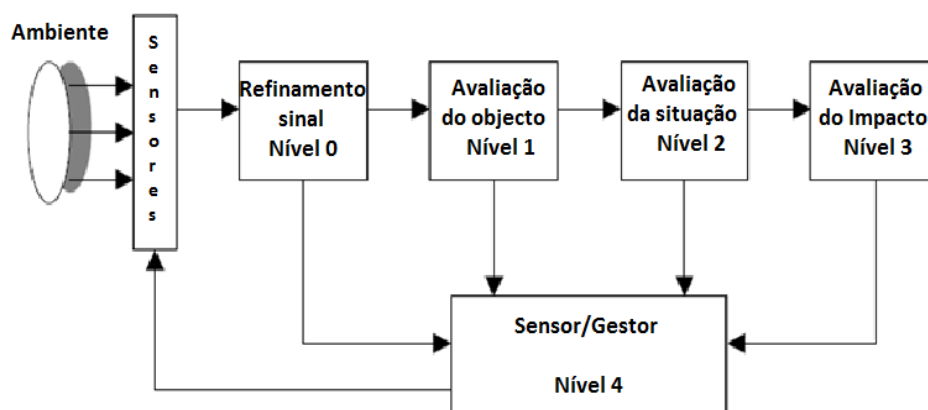 Ambiente
Sensores
Refinamento
sinal
Nível 0
Avaliação
do objecto
Nível 1
Avaliação
da situação
Nível 2
Avaliação
do Impacto
Nível 3
Sensor/Gestor
Nível 4